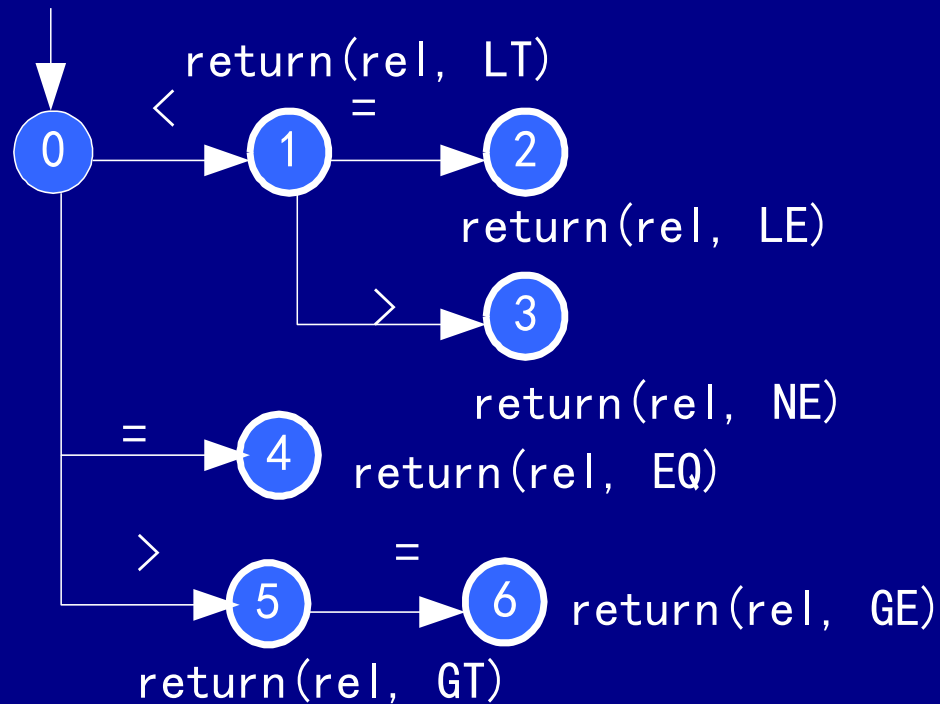 return(rel, LT)
< =
0 1 2
return(rel, LE)
> 3
return(rel, NE)
= 4
return(rel, EQ)
> =
5 6 return(rel, GE)
return(rel, GT)